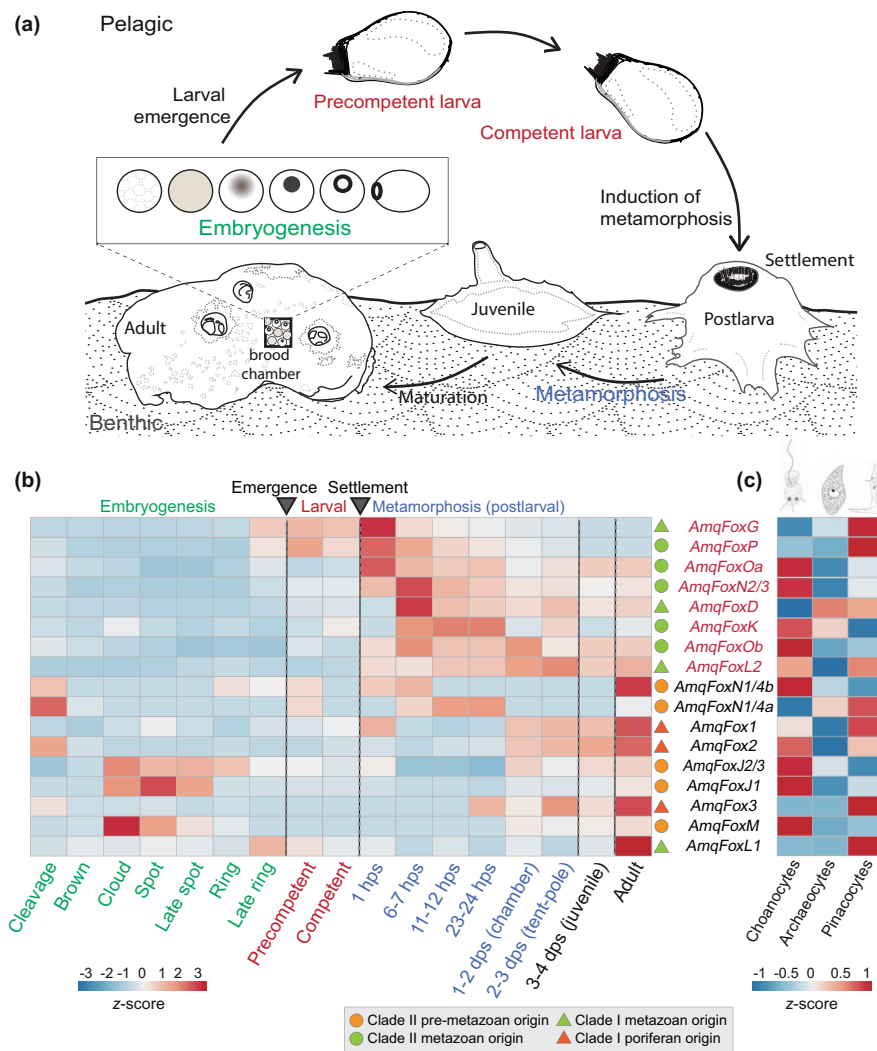 (a)
Pelagic
Larval
emergence
Precompetent larva
Competent larva
Induction of
metamorphosis
Embryogenesis
Settlement
Adult
Juvenile
Postlarva
brood
chamber
Maturation
Metamorphosis
Benthic
(b)
(c)
Emergence
Settlement
Embryogenesis
Larval
Metamorphosis (postlarval)
AmqFoxG
AmqFoxP
AmqFoxOa
AmqFoxN2/3
AmqFoxD
AmqFoxK
AmqFoxOb
AmqFoxL2
AmqFoxN1/4b
AmqFoxN1/4a
AmqFox1
AmqFox2
AmqFoxJ2/3
AmqFoxJ1
AmqFox3
AmqFoxM
AmqFoxL1
Cleavage
Brown
Cloud
Spot
Late spot
Ring
Late ring
Precompetent
Competent
1 hps
6-7 hps
11-12 hps
23-24 hps
1-2 dps (chamber)
2-3 dps (tent-pole)
3-4 dps (juvenile)
Adult
Choanocytes
Archaeocytes
Pinacocytes
-3 -2 -1 0 1 2 3
z-score
-1 -0.5 0 0.5 1
z-score
Clade II pre-metazoan origin
Clade I metazoan origin
Clade II metazoan origin
Clade I poriferan origin